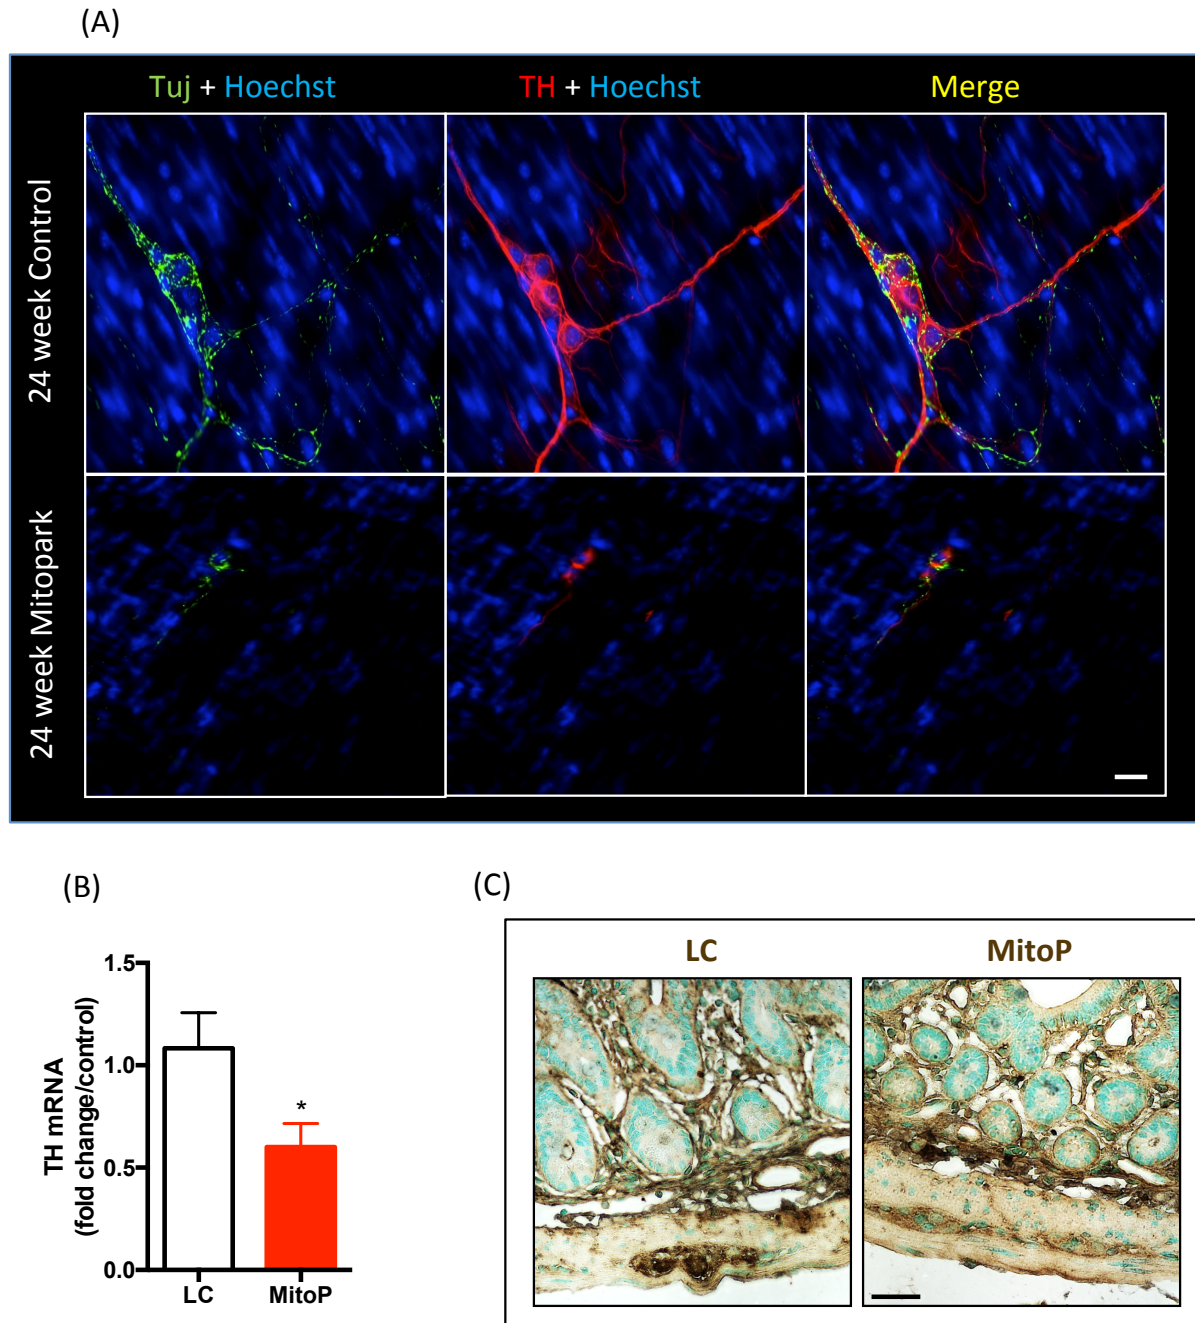 (A)
Tuj + Hoechst
TH + Hoechst
Merge
24 week Control
24 week Mitopark
(B)
TH mRNA
(fold change/control)
1.5
1.0
0.5
0.0
*
LC
MitoP
(C)
LC
MitoP